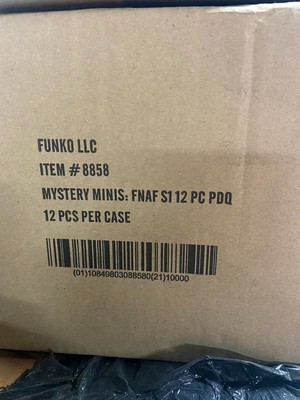 FUNKO LLC
ITEM # 8858
MYSTERY MINIS: FNAF S1 12 PC PDQ
12 PCS PER CASE
(01)10849803088580(21)10000